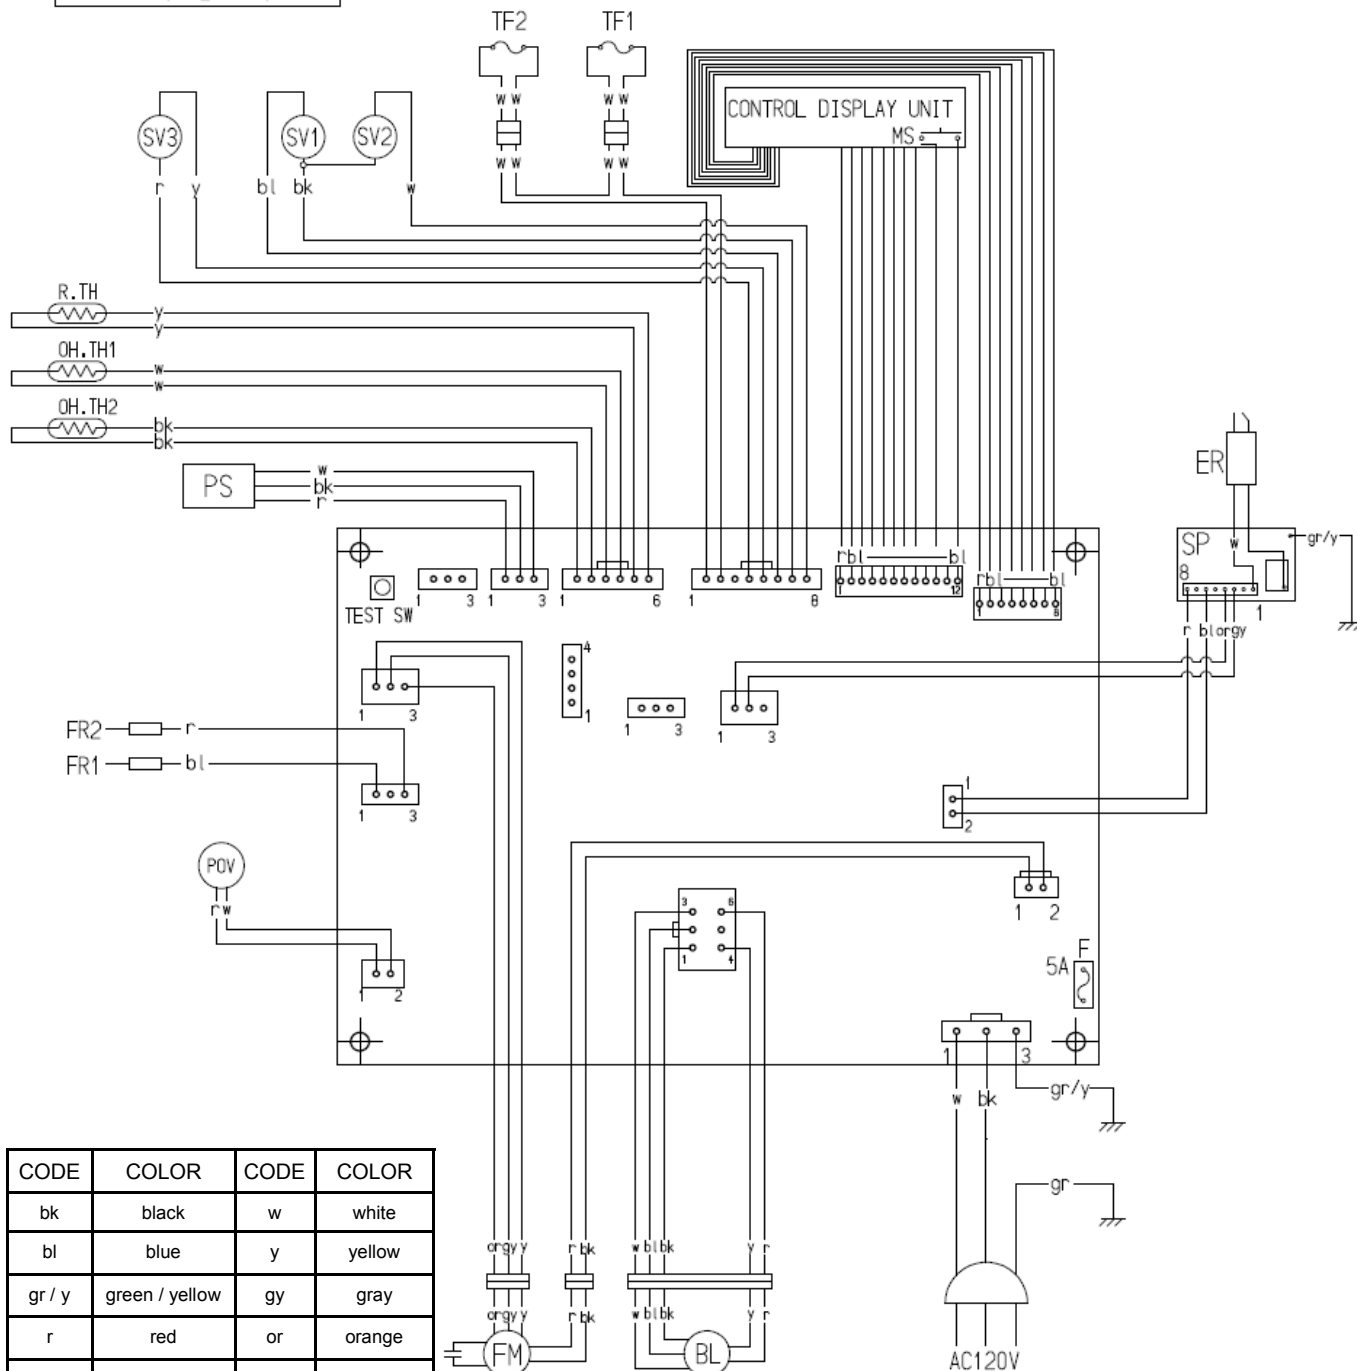 TF2 TF1
CONTROL DISPLAY UNIT
MS
SV3 SV1 SV2
w w w w
w w w w
r y bl bk w
R.TH
y
y
OH.TH1
w
w
OH.TH2
bk
bk
PS
w
bk
r
ER
SP w gr/y
8
1
r bl or gy
rbl bl
1 12
rbl bl
1 8
TEST SW
1 3 1 3 1 6 1 8
4
1
1 3
1 3
1 3
FR2 r
FR1 bl
1 3
1
2
POV
r w
1 2
3 6
1 4
1 2
F
5A
1 3
w bk gr/y
gr
or gy y r bk w bl bk y r
or gy y r bk w bl bk y r
FM BL AC120V
CODE COLOR CODE COLOR
bk black w white
bl blue y yellow
gr / y green / yellow gy gray
r red or orange